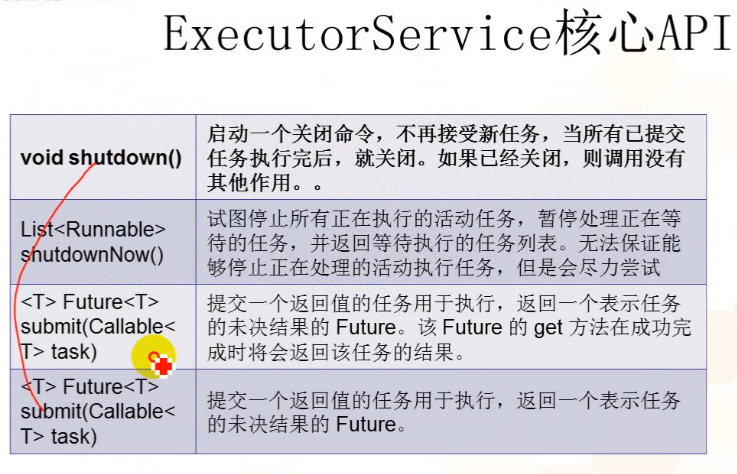 ExecutorService核心API
void shutdown()
启动一个关闭命令，不再接受新任务，当所有已提交
任务执行完后，就关闭。如果已经关闭，则调用没有
其他作用。。
List<Runnable>
shutdownNow()
试图停止所有正在执行的活动任务，暂停处理正在等
待的任务，并返回等待执行的任务列表。无法保证能
够停止正在处理的活动执行任务，但是会尽力尝试
<T> Future<T>
submit(Callable<
T> task)
提交一个返回值的任务用于执行，返回一个表示任务
的未决结果的 Future。该 Future 的 get 方法在成功完
成时将会返回该任务的结果。
<T> Future<T>
submit(Callable<
T> task)
提交一个返回值的任务用于执行，返回一个表示任务
的未决结果的 Future。